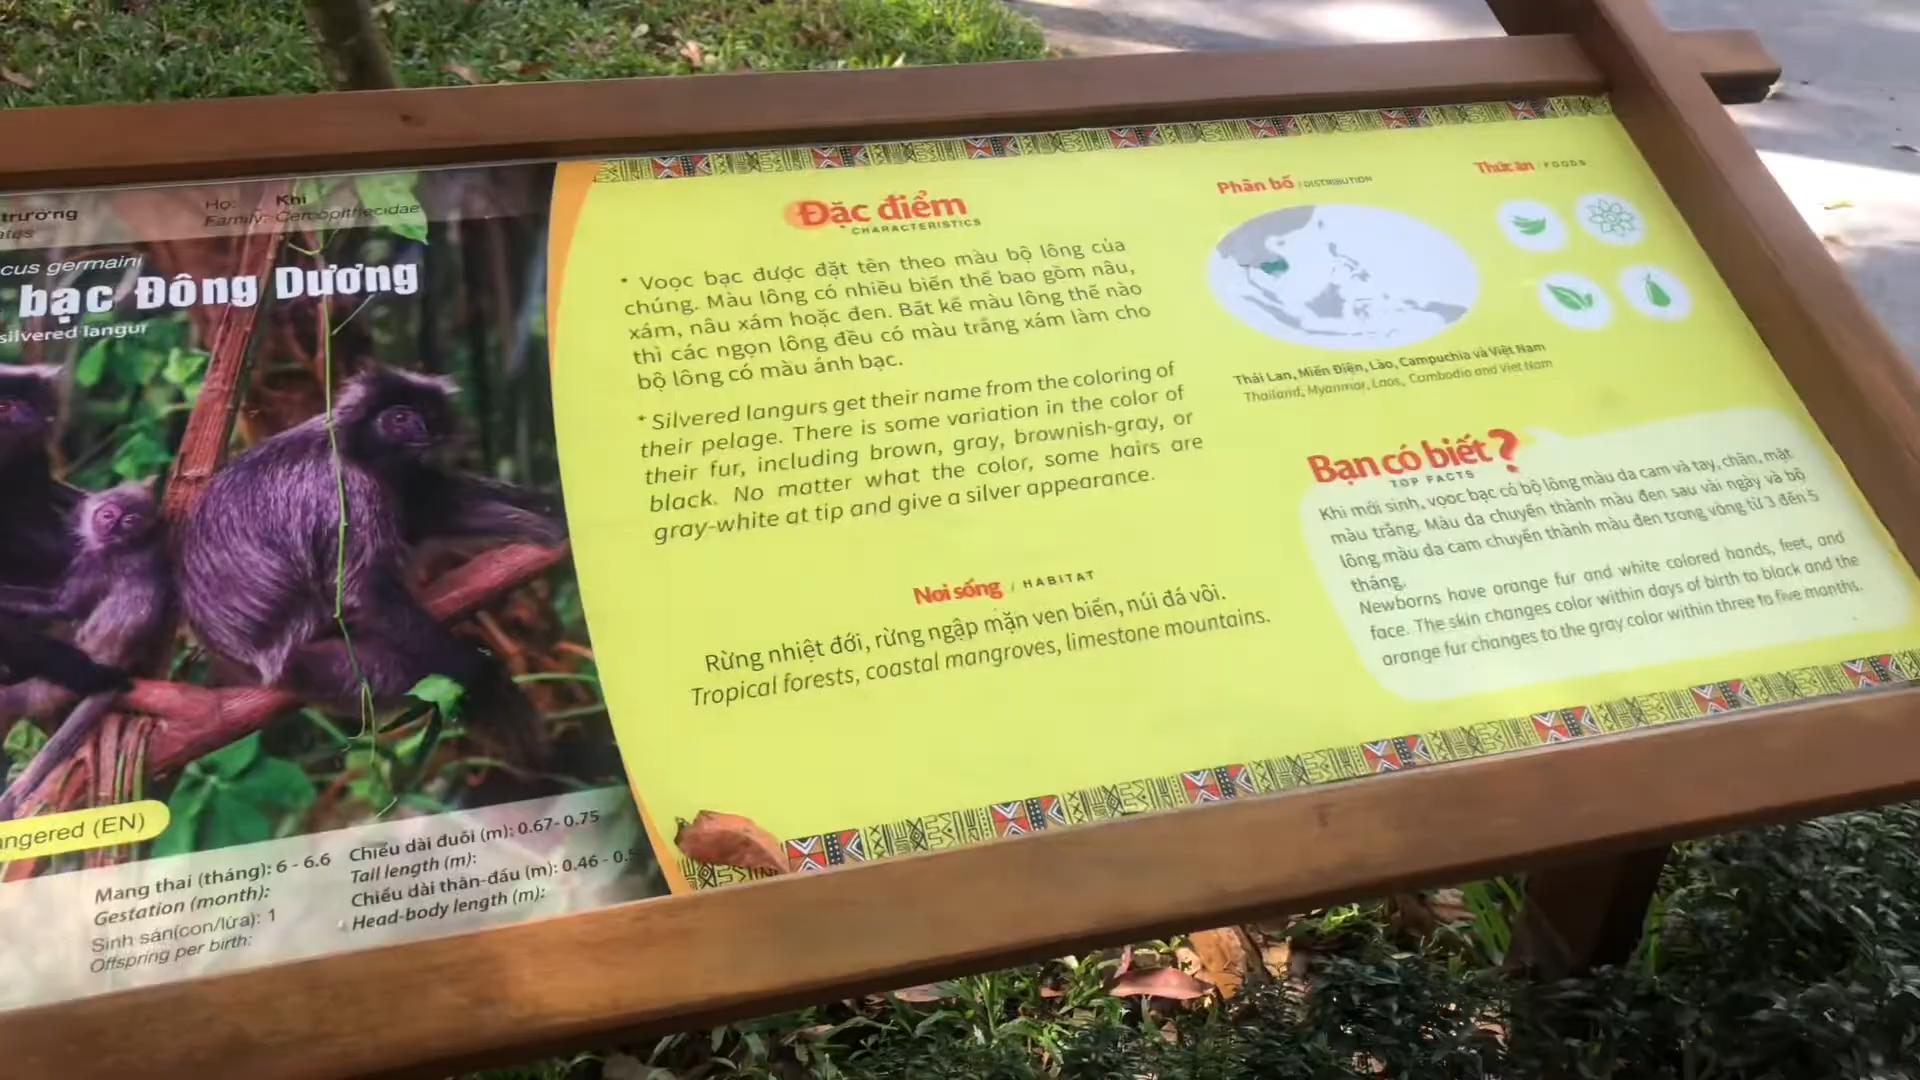 trưởng
ates
Họ: Khỉ
Family: Cercopithecidae
cus germaini
bạc Đông Dương
silvered langur
ngered (EN)
Mang thai (tháng): 6 - 6.6
Gestation (month):
Sinh sản(con/lứa): 1
Offspring per birth:
Chiều dài đuôi (m): 0.67- 0.75
Tail length (m):
Chiều dài thân-đầu (m): 0.46 - 0.
Head-body length (m):
Đặc điểm
CHARACTERISTICS
* Voọc bạc được đặt tên theo màu bộ lông của
chúng. Màu lông có nhiều biến thể bao gồm nâu,
xám, nâu xám hoặc đen. Bất kể màu lông thế nào
thì các ngọn lông đều có màu trắng xám làm cho
bộ lông có mầu ánh bạc.
* Silvered langurs get their name from the coloring of
their pelage. There is some variation in the color of
their fur, including brown, gray, brownish-gray, or
black. No matter what the color, some hairs are
gray-white at tip and give a silver appearance.
Nơi sống / HABITAT
Rừng nhiệt đới, rừng ngập mặn ven biển, núi đá vôi.
Tropical forests, coastal mangroves, limestone mountains.
Phân bố / DISTRIBUTION
Thái Lan, Miến Điện, Lào, Campuchia và Việt Nam
Thailand, Myanmar, Laos, Cambodia and Viet Nam
Thức ăn / FOODS
Bạn có biết?
TOP FACTS
Khi mới sinh, voọc bạc có bộ lông màu da cam và tay, chân, mặt
màu trắng. Màu da chuyển thành màu đen sau vài ngày và bộ
lông màu da cam chuyển thành màu đen trong vòng từ 3 đến 5
tháng.
Newborns have orange fur and white colored hands, feet, and
face. The skin changes color within days of birth to black and the
orange fur changes to the gray color within three to five months.